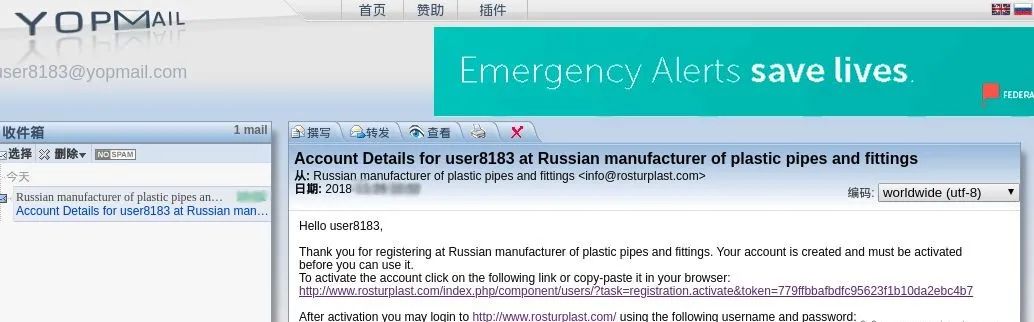 YOPMAIL
首页 赞助 插件
user8183@yopmail.com
Emergency Alerts save lives.
FEDERA
收件箱 1 mail
选择 删除 NO SPAM
今天
Russian manufacturer of plastic pipes an…
Account Details for user8183 at Russian man…
撰写 转发 查看
Account Details for user8183 at Russian manufacturer of plastic pipes and fittings
从: Russian manufacturer of plastic pipes and fittings <info@rosturplast.com>
日期: 2018
编码: worldwide (utf-8)
Hello user8183,
Thank you for registering at Russian manufacturer of plastic pipes and fittings. Your account is created and must be activated
before you can use it.
To activate the account click on the following link or copy-paste it in your browser:
http://www.rosturplast.com/index.php/component/users/?task=registration.activate&token=779ffbbafbdfc95623f1b10da2ebc4b7
After activation you may login to http://www.rosturplast.com/ using the following username and password: